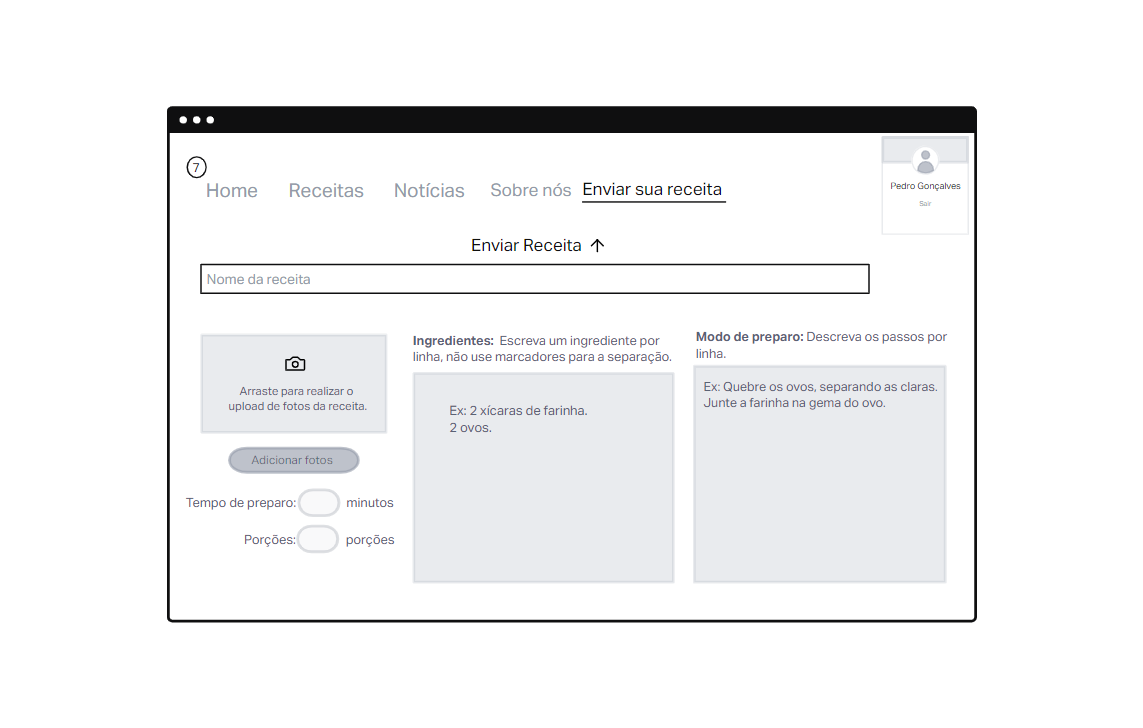 7
Home Receitas Notícias Sobre nós Enviar sua receita
Pedro Gonçalves
Sair
Enviar Receita ↑
Nome da receita
Arraste para realizar o
upload de fotos da receita.
Adicionar fotos
Tempo de preparo: minutos
Porções: porções
Ingredientes: Escreva um ingrediente por
linha, não use marcadores para a separação.
Ex: 2 xícaras de farinha.
2 ovos.
Modo de preparo: Descreva os passos por
linha.
Ex: Quebre os ovos, separando as claras.
Junte a farinha na gema do ovo.